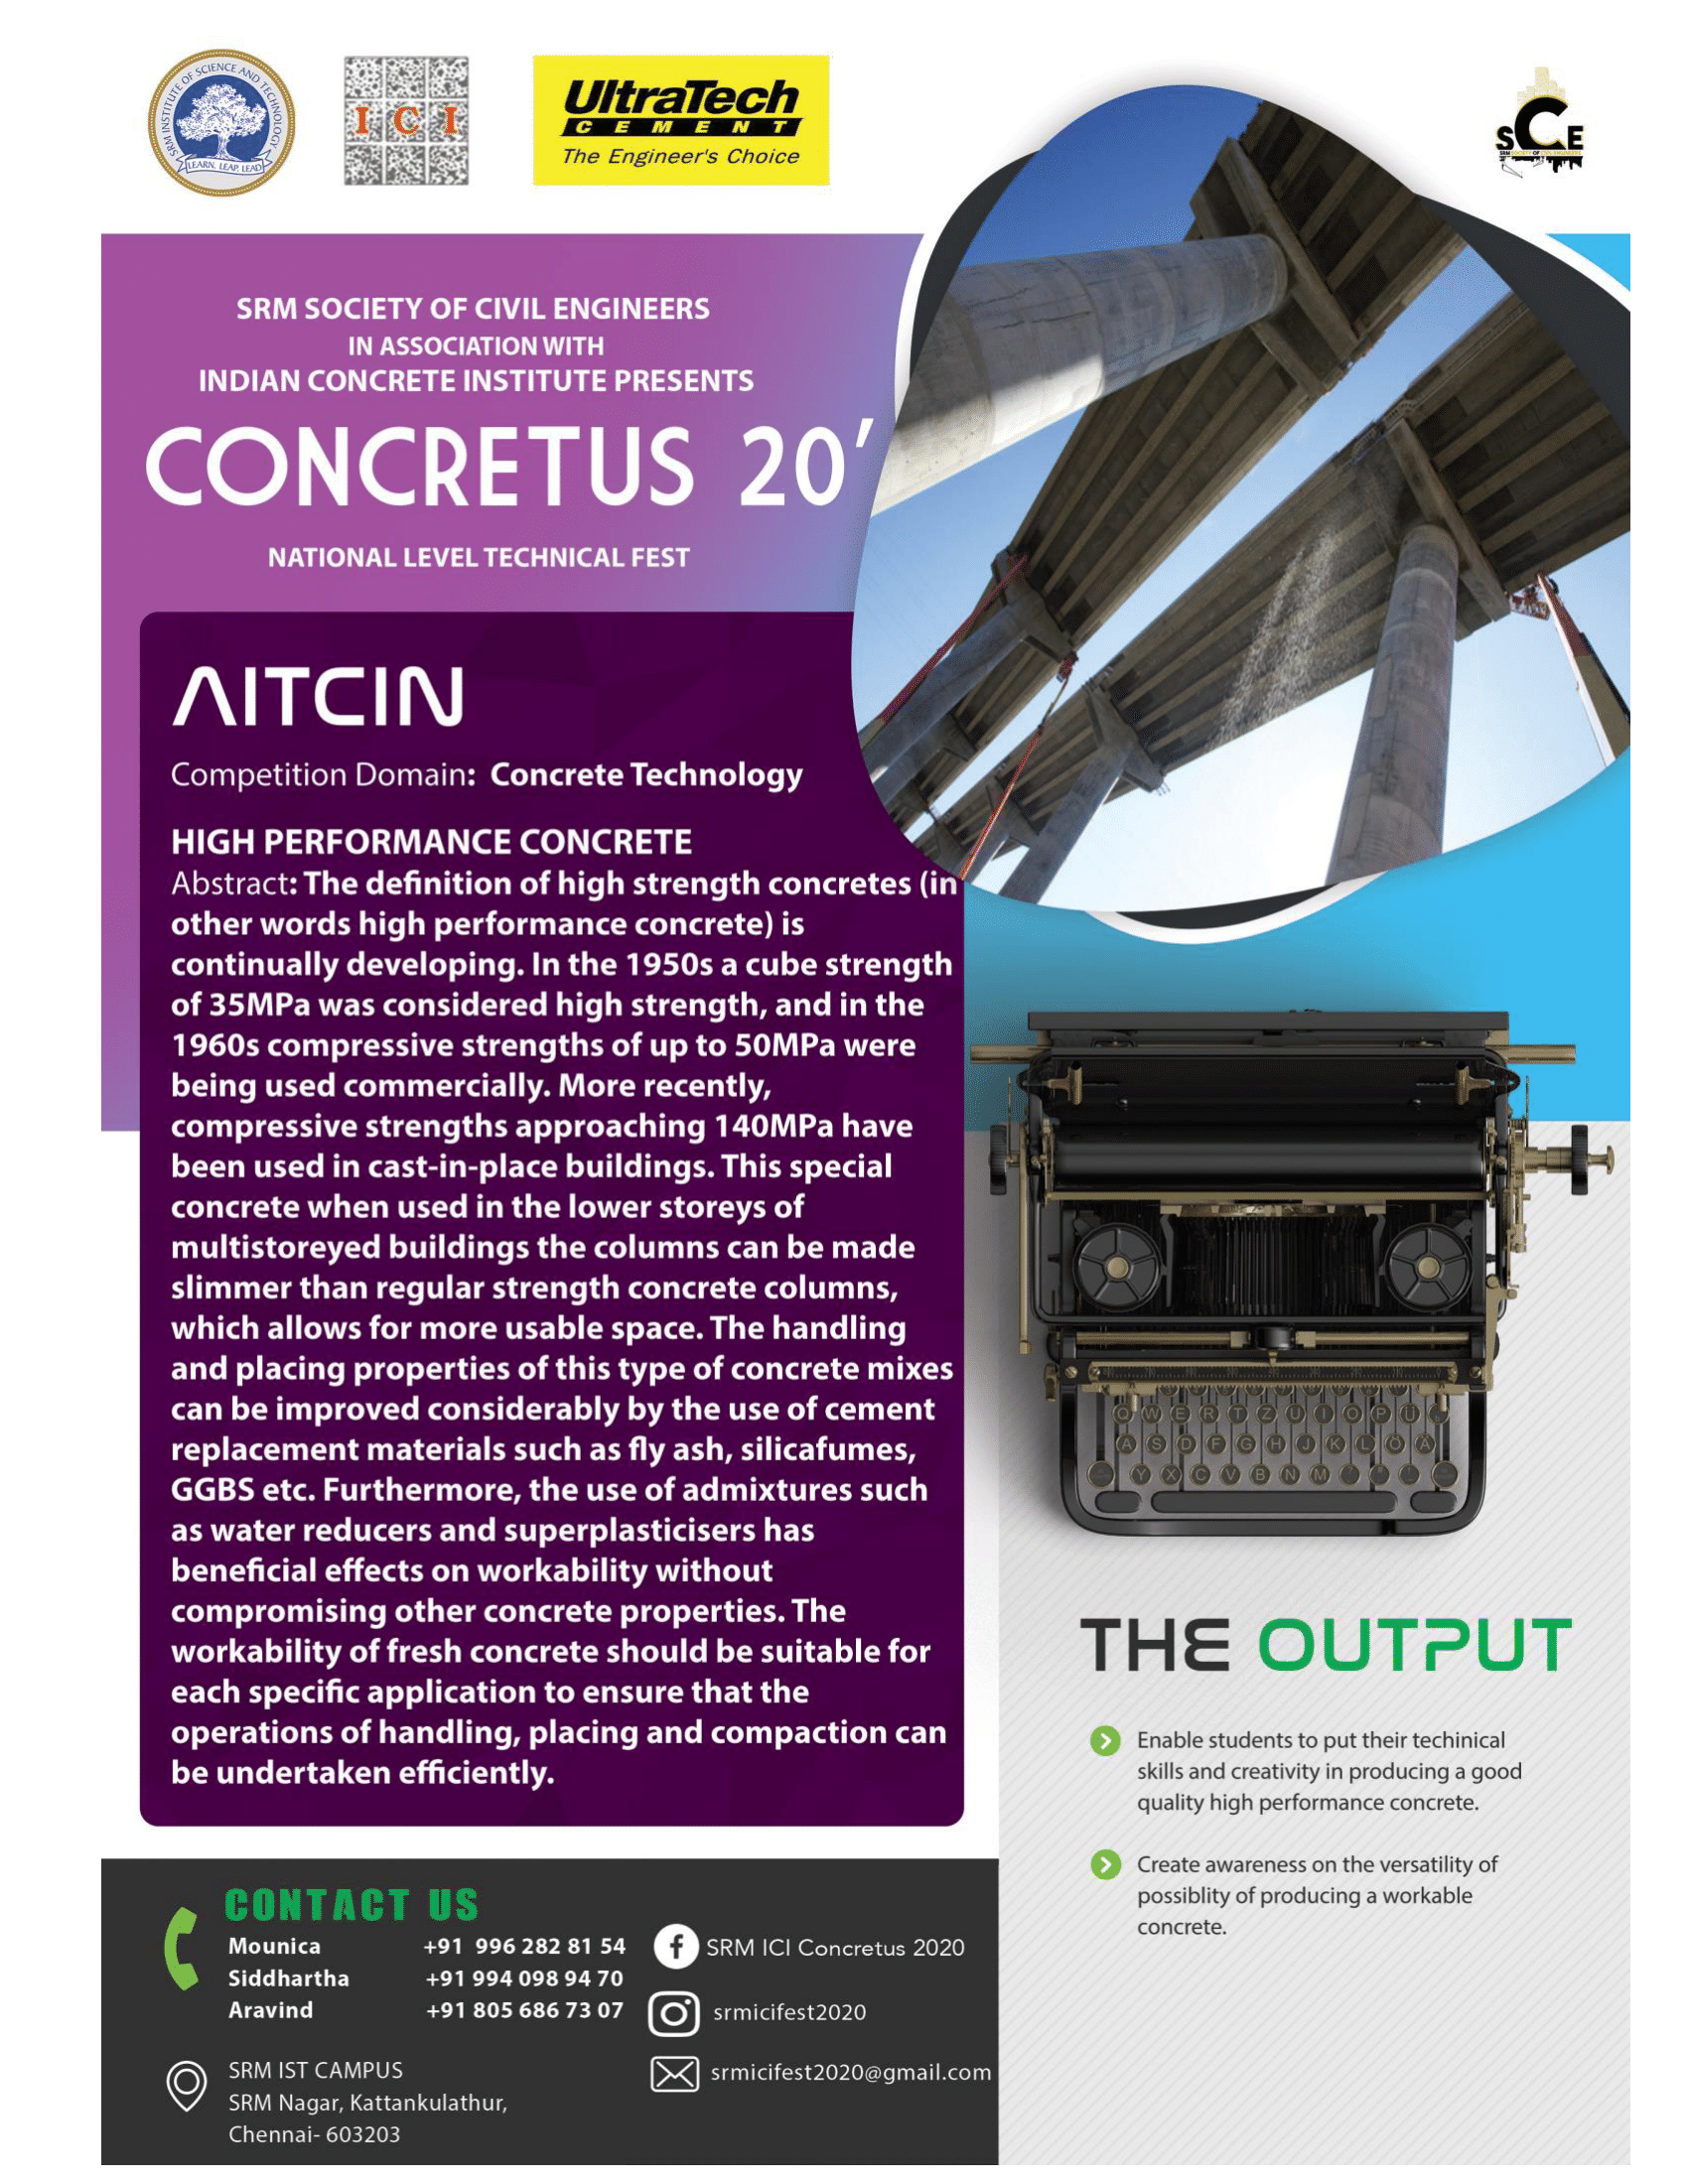 SRM INSTITUTE OF SCIENCE AND TECHNOLOGY
LEARN. LEAP. LEAD
I C I
UltraTech
CEMENT
The Engineer's Choice
SCE
SRM SOCIETY OF CIVIL ENGINEERS
SRM SOCIETY OF CIVIL ENGINEERS
IN ASSOCIATION WITH
INDIAN CONCRETE INSTITUTE PRESENTS
CONCRETUS 20'
NATIONAL LEVEL TECHNICAL FEST
AITCIN
Competition Domain: Concrete Technology
HIGH PERFORMANCE CONCRETE
Abstract: The definition of high strength concretes (in
other words high performance concrete) is
continually developing. In the 1950s a cube strength
of 35MPa was considered high strength, and in the
1960s compressive strengths of up to 50MPa were
being used commercially. More recently,
compressive strengths approaching 140MPa have
been used in cast-in-place buildings. This special
concrete when used in the lower storeys of
multistoreyed buildings the columns can be made
slimmer than regular strength concrete columns,
which allows for more usable space. The handling
and placing properties of this type of concrete mixes
can be improved considerably by the use of cement
replacement materials such as fly ash, silicafumes,
GGBS etc. Furthermore, the use of admixtures such
as water reducers and superplasticisers has
beneficial effects on workability without
compromising other concrete properties. The
workability of fresh concrete should be suitable for
each specific application to ensure that the
operations of handling, placing and compaction can
be undertaken efficiently.
Q W E R T Z U I O P Ü
A S D F G H J K L Ö Ä
Y X C V B N M
THE OUTPUT
Enable students to put their techinical
skills and creativity in producing a good
quality high performance concrete.
Create awareness on the versatility of
possiblity of producing a workable
concrete.
CONTACT US
Mounica +91 996 282 81 54
Siddhartha +91 994 098 94 70
Aravind +91 805 686 73 07
SRM IST CAMPUS
SRM Nagar, Kattankulathur,
Chennai- 603203
SRM ICI Concretus 2020
srmicifest2020
srmicifest2020@gmail.com